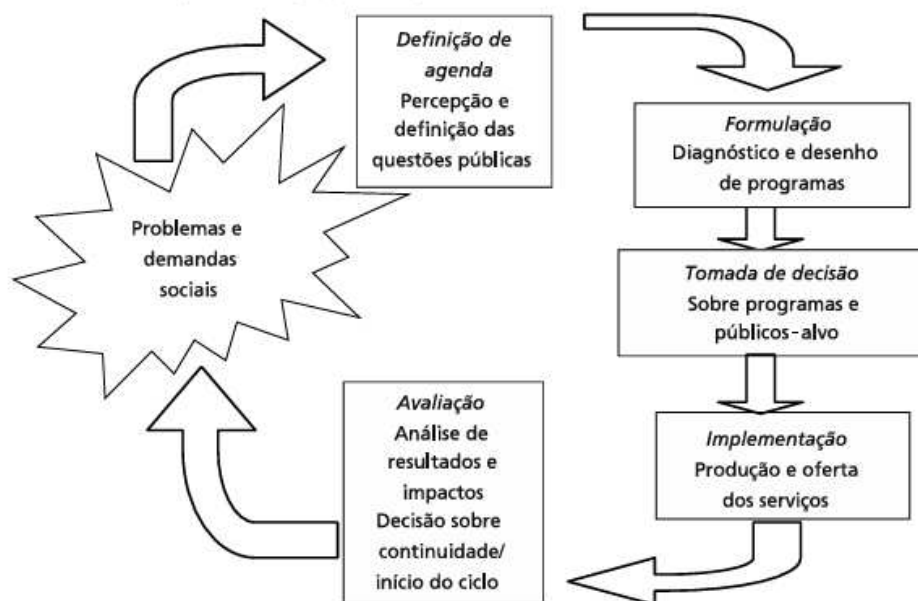 Problemas e
demandas
sociais
Definição de
agenda
Percepção e
definição das
questões públicas
Formulação
Diagnóstico e desenho
de programas
Tomada de decisão
Sobre programas e
públicos-alvo
Implementação
Produção e oferta
dos serviços
Avaliação
Análise de
resultados e
impactos
Decisão sobre
continuidade/
início do ciclo